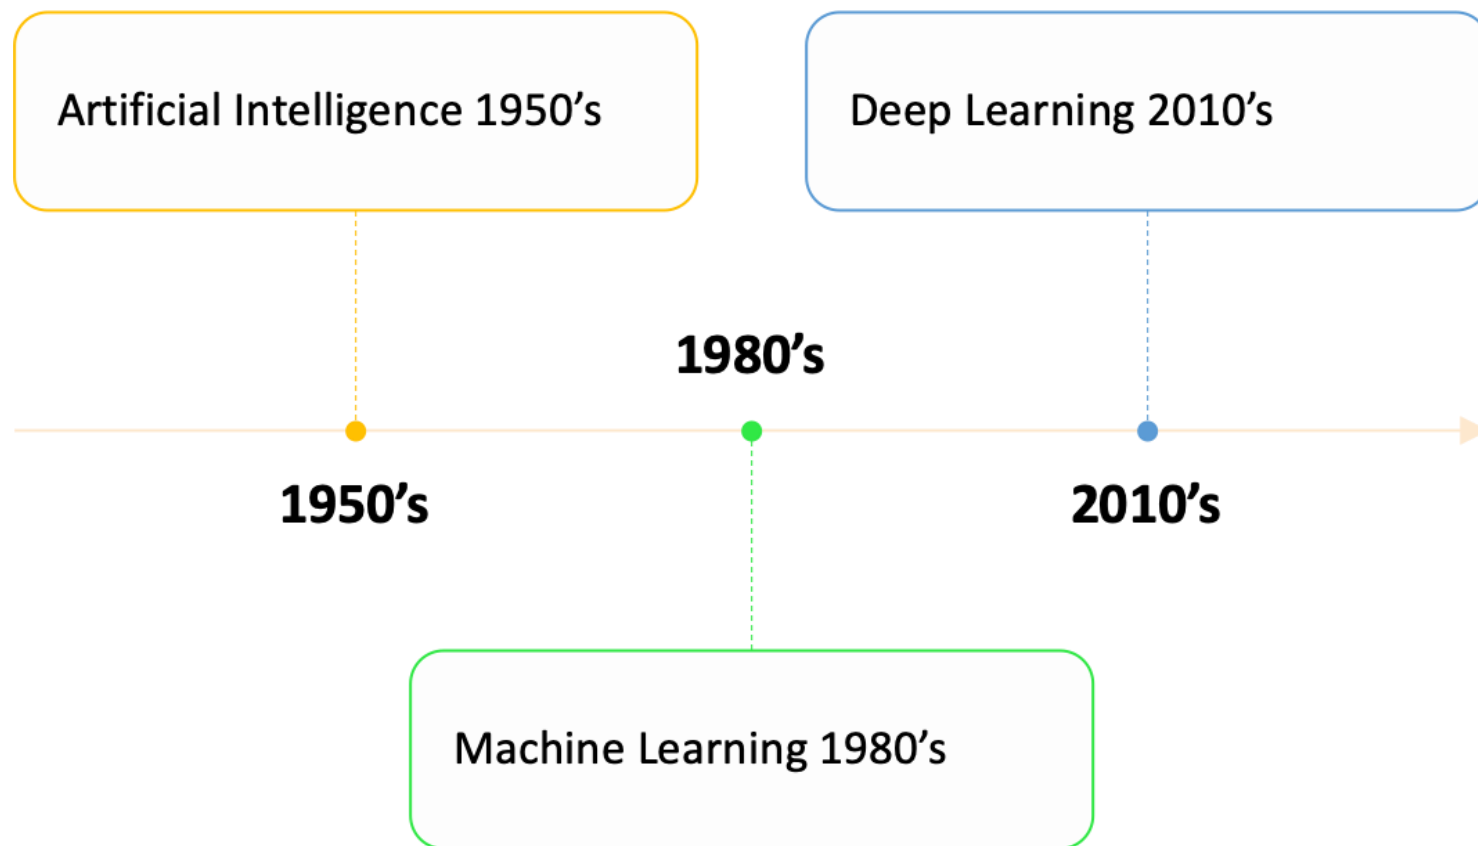 Artificial Intelligence 1950’s
Deep Learning 2010’s
1980’s
1950’s
2010’s
Machine Learning 1980’s